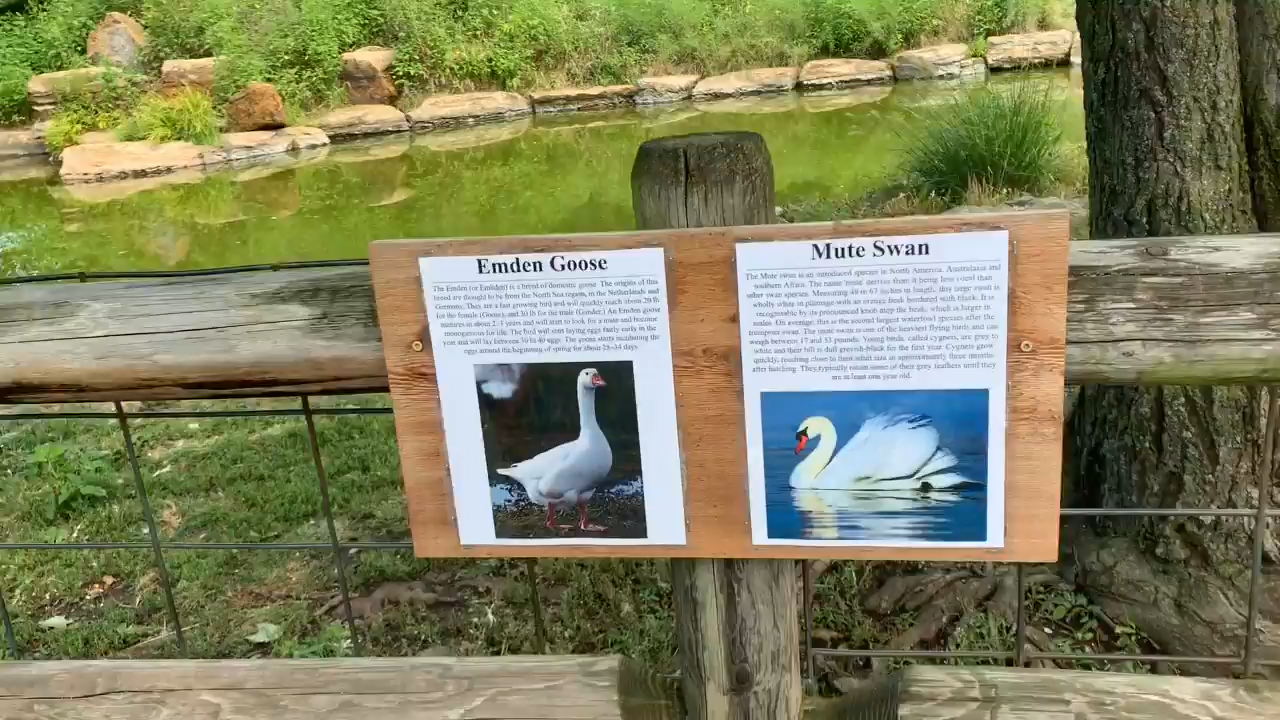 Emden Goose
The Emden (or Embden) is a breed of domestic goose. The origins of this
breed are thought to be from the North Sea region, in the Netherlands and
Germany. They are a fast growing bird and will quickly reach about 20 lb
for the female (Goose), and 30 lb for the male (Gander.) An Emden goose
matures in about 2-3 years and will start to look for a mate and become
monogamous for life. The bird will start laying eggs fairly early in the
year and will lay between 30 to 40 eggs. The goose starts incubating the
eggs around the beginning of spring for about 28-34 days.
Mute Swan
The Mute swan is an introduced species in North America, Australasia and
southern Africa. The name 'mute' derives from it being less vocal than
other swan species. Measuring 49 to 67 inches in length, this large swan is
wholly white in plumage with an orange beak bordered with black. It is
recognizable by its pronounced knob atop the beak, which is larger in
males. On average, this is the second largest waterfowl species after the
trumpeter swan. The mute swan is one of the heaviest flying birds and can
weigh between 17 and 33 pounds. Young birds, called cygnets, are grey to
white and their bill is dull greyish-black for the first year. Cygnets grow
quickly, reaching close to their adult size in approximately three months
after hatching. They typically retain some of their grey feathers until they
are at least one year old.